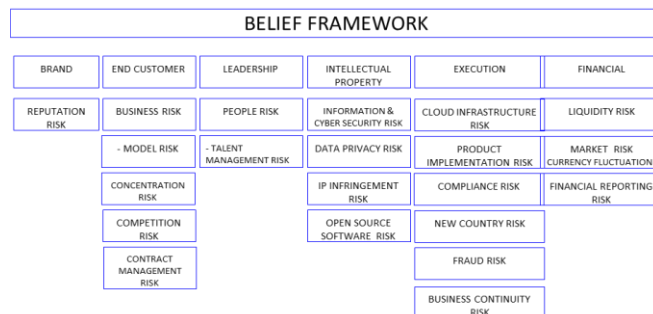 BELIEF FRAMEWORK
BRAND
END CUSTOMER
LEADERSHIP
INTELLECTUAL
PROPERTY
EXECUTION
FINANCIAL
REPUTATION
RISK
BUSINESS RISK
PEOPLE RISK
INFORMATION &
CYBER SECURITY RISK
CLOUD INFRASTRUCTURE
RISK
LIQUIDITY RISK
- MODEL RISK
- TALENT
MANAGEMENT RISK
DATA PRIVACY RISK
PRODUCT
IMPLEMENTATION RISK
MARKET RISK
CURRENCY FLUCTUATION
CONCENTRATION
RISK
IP INFRINGEMENT
RISK
COMPLIANCE RISK
FINANCIAL REPORTING
RISK
COMPETITION
RISK
OPEN SOURCE
SOFTWARE RISK
NEW COUNTRY RISK
CONTRACT
MANAGEMENT
RISK
FRAUD RISK
BUSINESS CONTINUITY
RISK